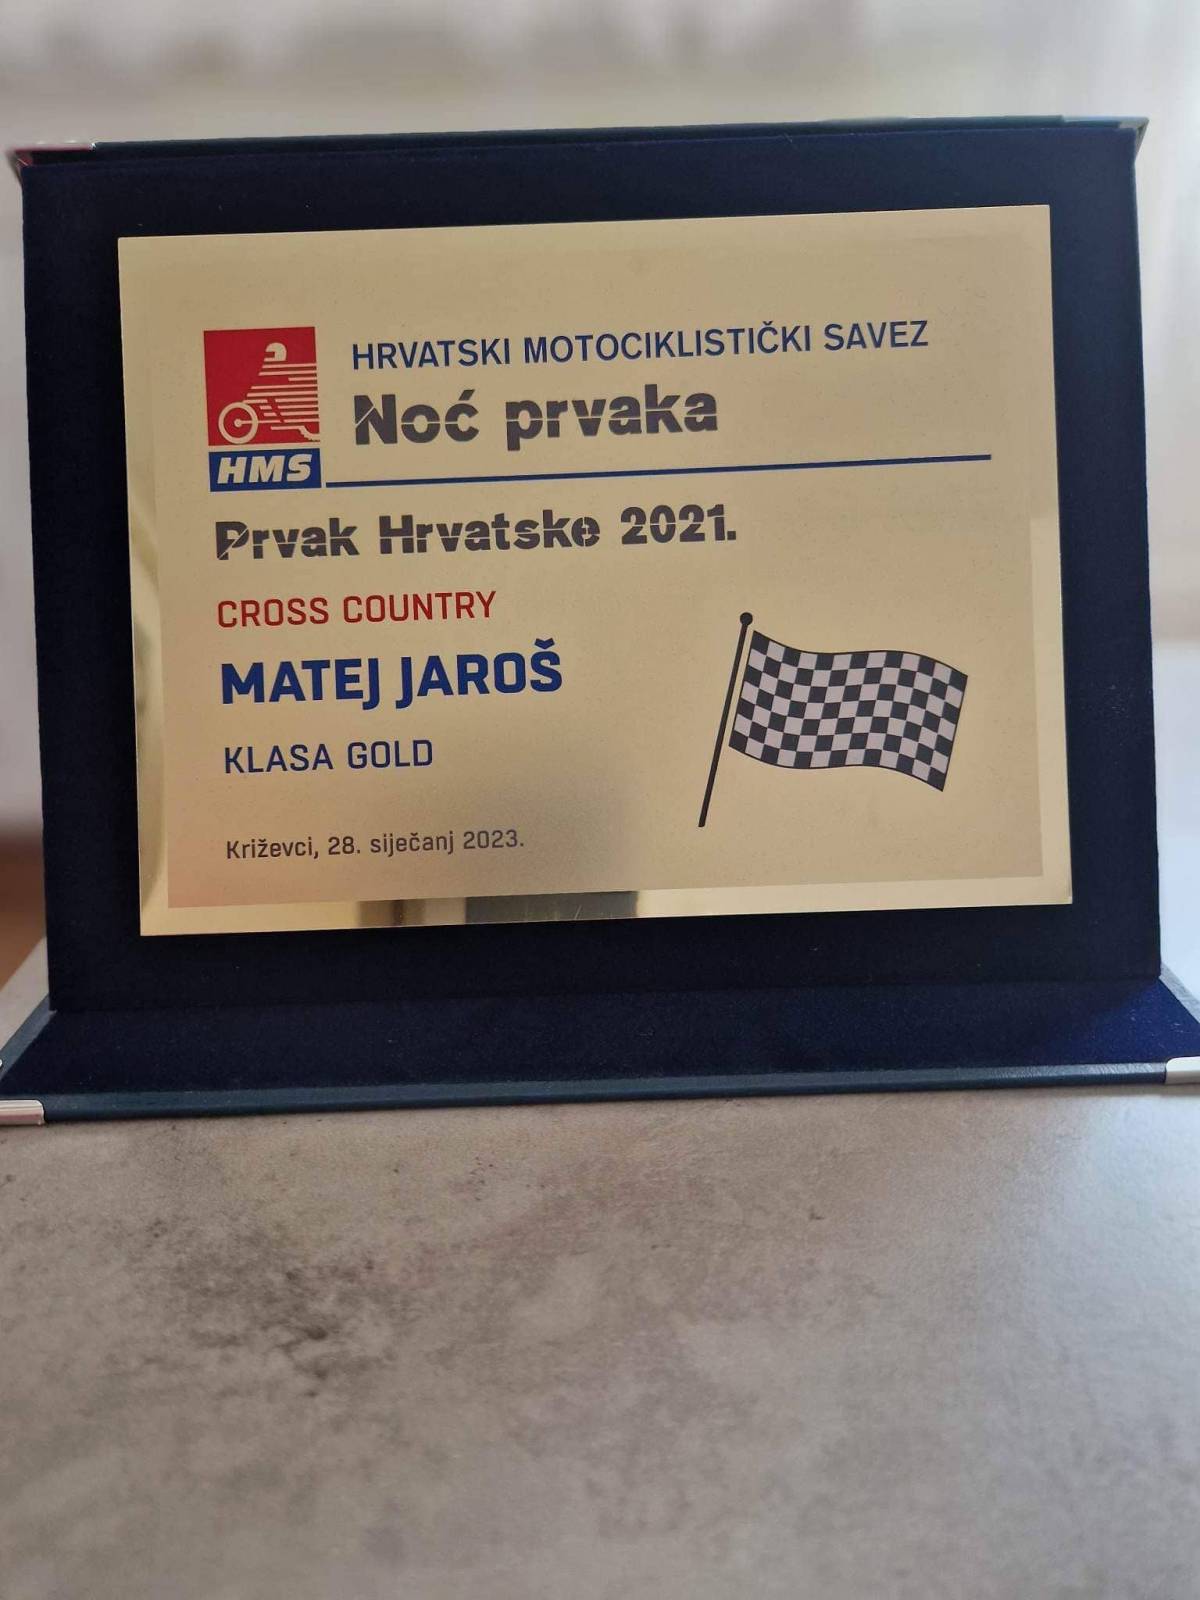 HRVATSKI MOTOCIKLISTIČKI SAVEZ
Noć prvaka
HMS
Prvak Hrvatske 2021.
CROSS COUNTRY
MATEJ JAROŠ
KLASA GOLD
Križevci, 28. siječanj 2023.